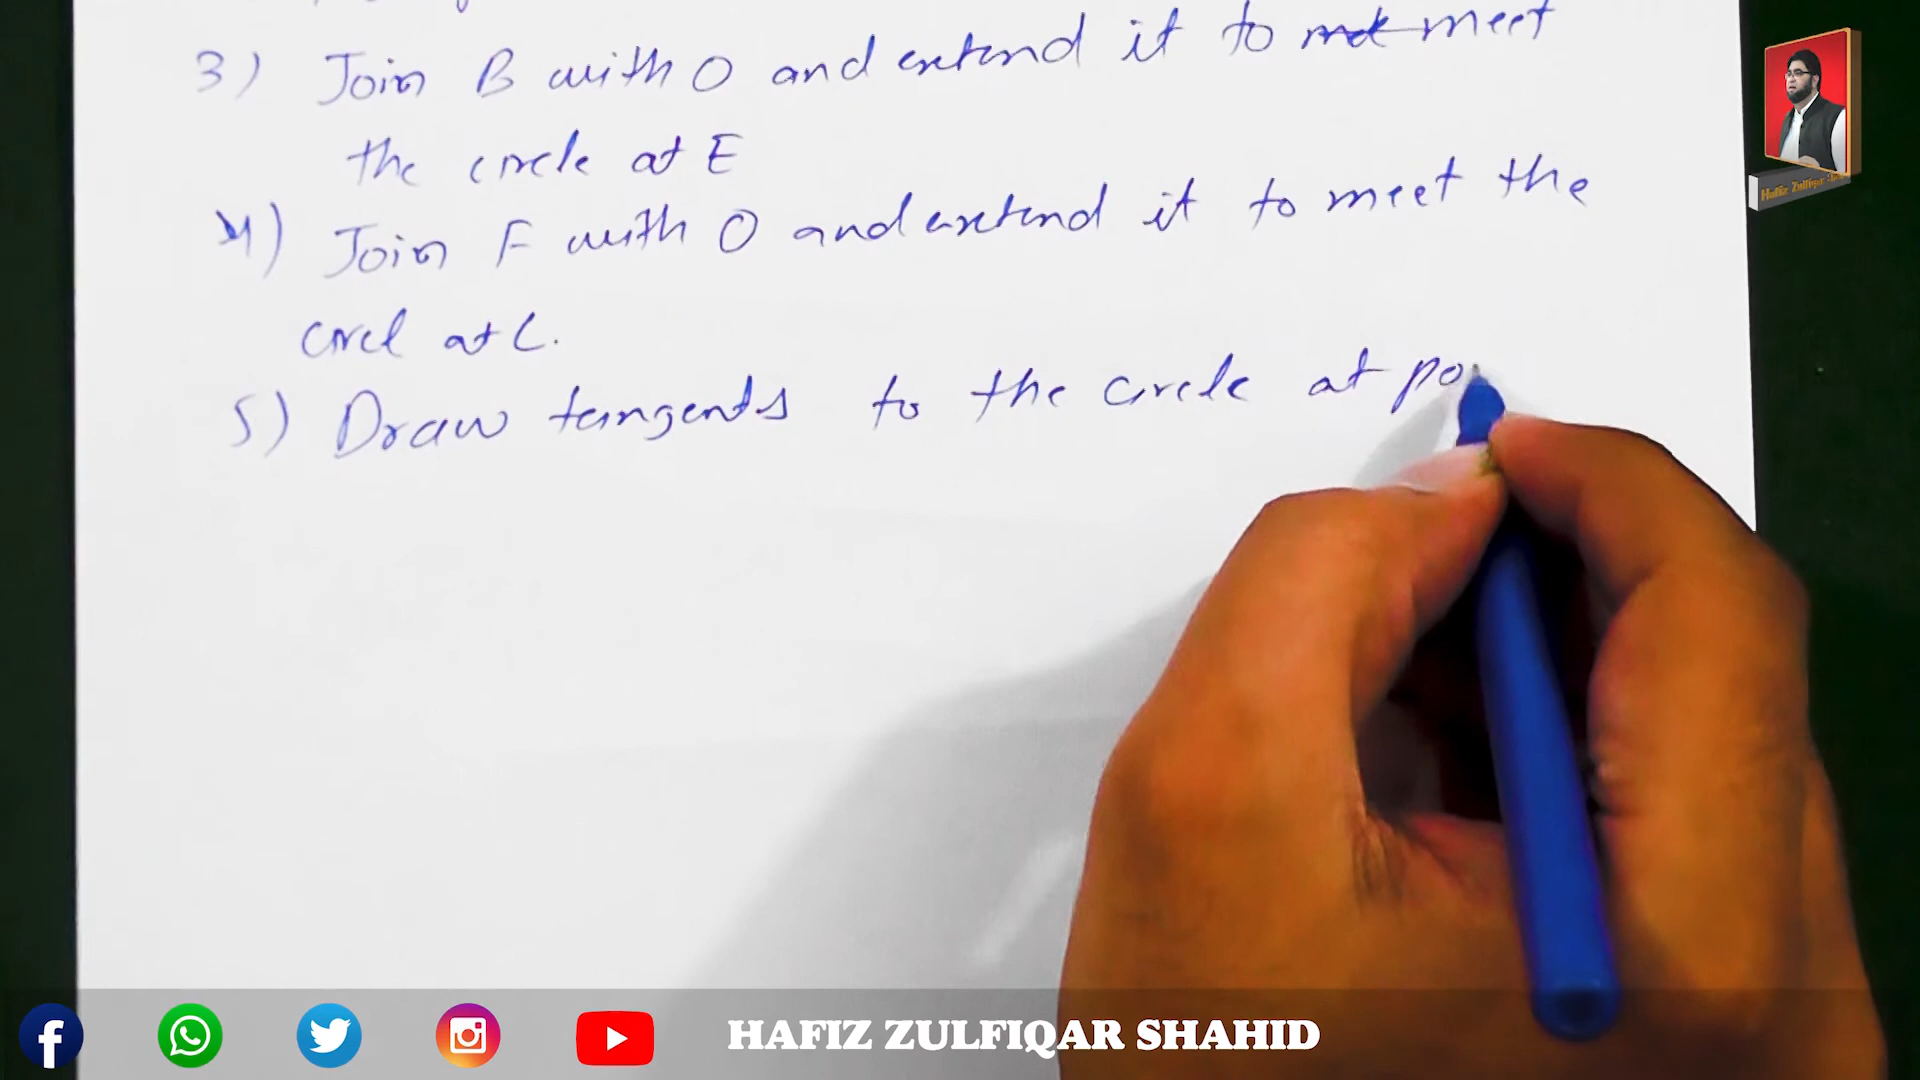 3) Join B with O and extend it to meet
the circle at E
4) Join F with O and extend it to meet the
circl at C.
5) Draw tangents to the circle at po
HAFIZ ZULFIQAR SHAHID